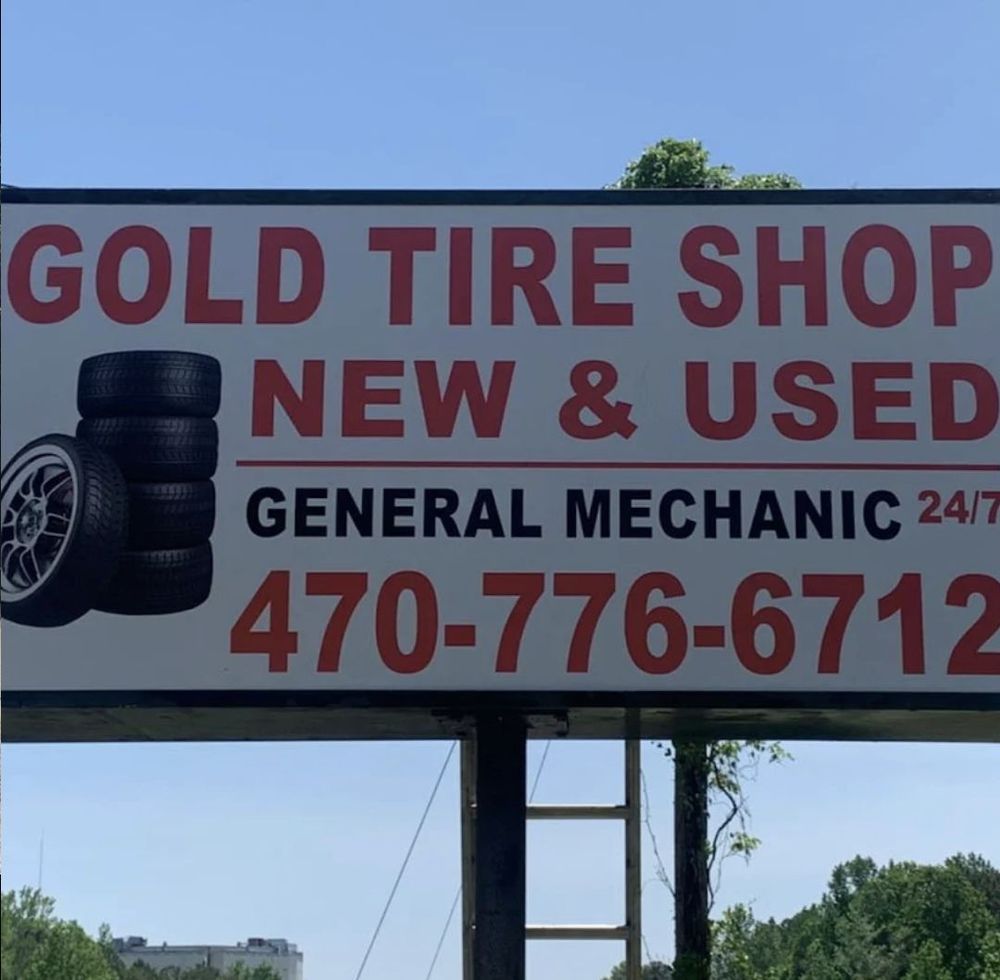 GOLD TIRE SHOP
NEW & USED
GENERAL MECHANIC 24/7
470-776-6712